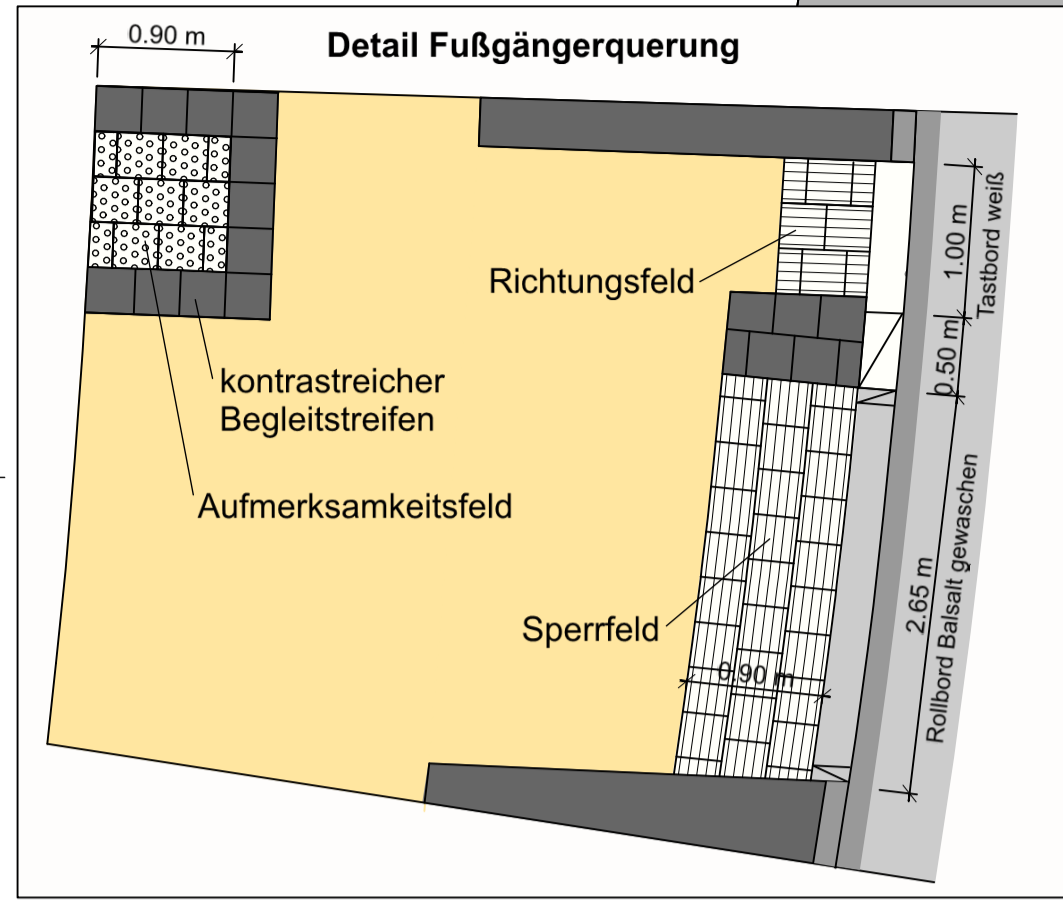 0.90 m
Detail Fußgängerquerung
Richtungsfeld
1.00 m
Tastbord weiß
0.50 m
kontrastreicher
Begleitstreifen
Aufmerksamkeitsfeld
Sperrfeld
0.90 m
2.65 m
Rollbord Balsalt gewaschen